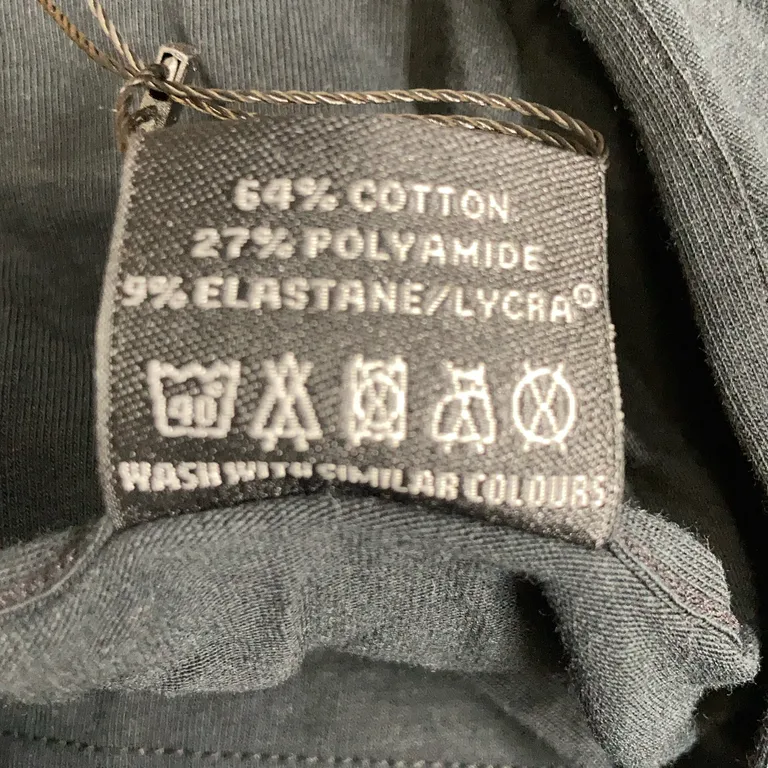 64% COTTON
27% POLYAMIDE
9% ELASTANE/LYCRA®
40°
WASH WITH SIMILAR COLOURS